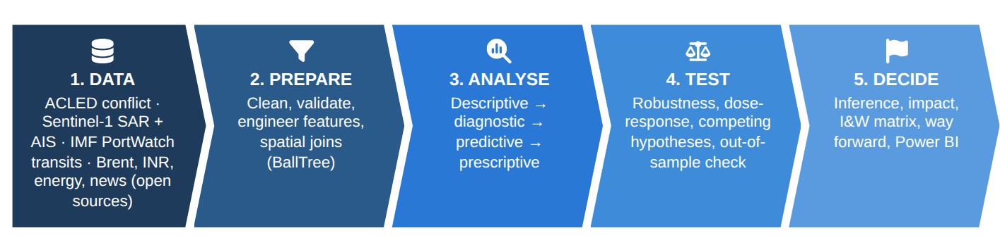 1. DATA
ACLED conflict ·
Sentinel-1 SAR +
AIS · IMF PortWatch
transits · Brent, INR,
energy, news (open
sources)
2. PREPARE
Clean, validate,
engineer features,
spatial joins
(BallTree)
3. ANALYSE
Descriptive →
diagnostic →
predictive →
prescriptive
4. TEST
Robustness, dose-
response, competing
hypotheses, out-of-
sample check
5. DECIDE
Inference, impact,
I&W matrix, way
forward, Power BI